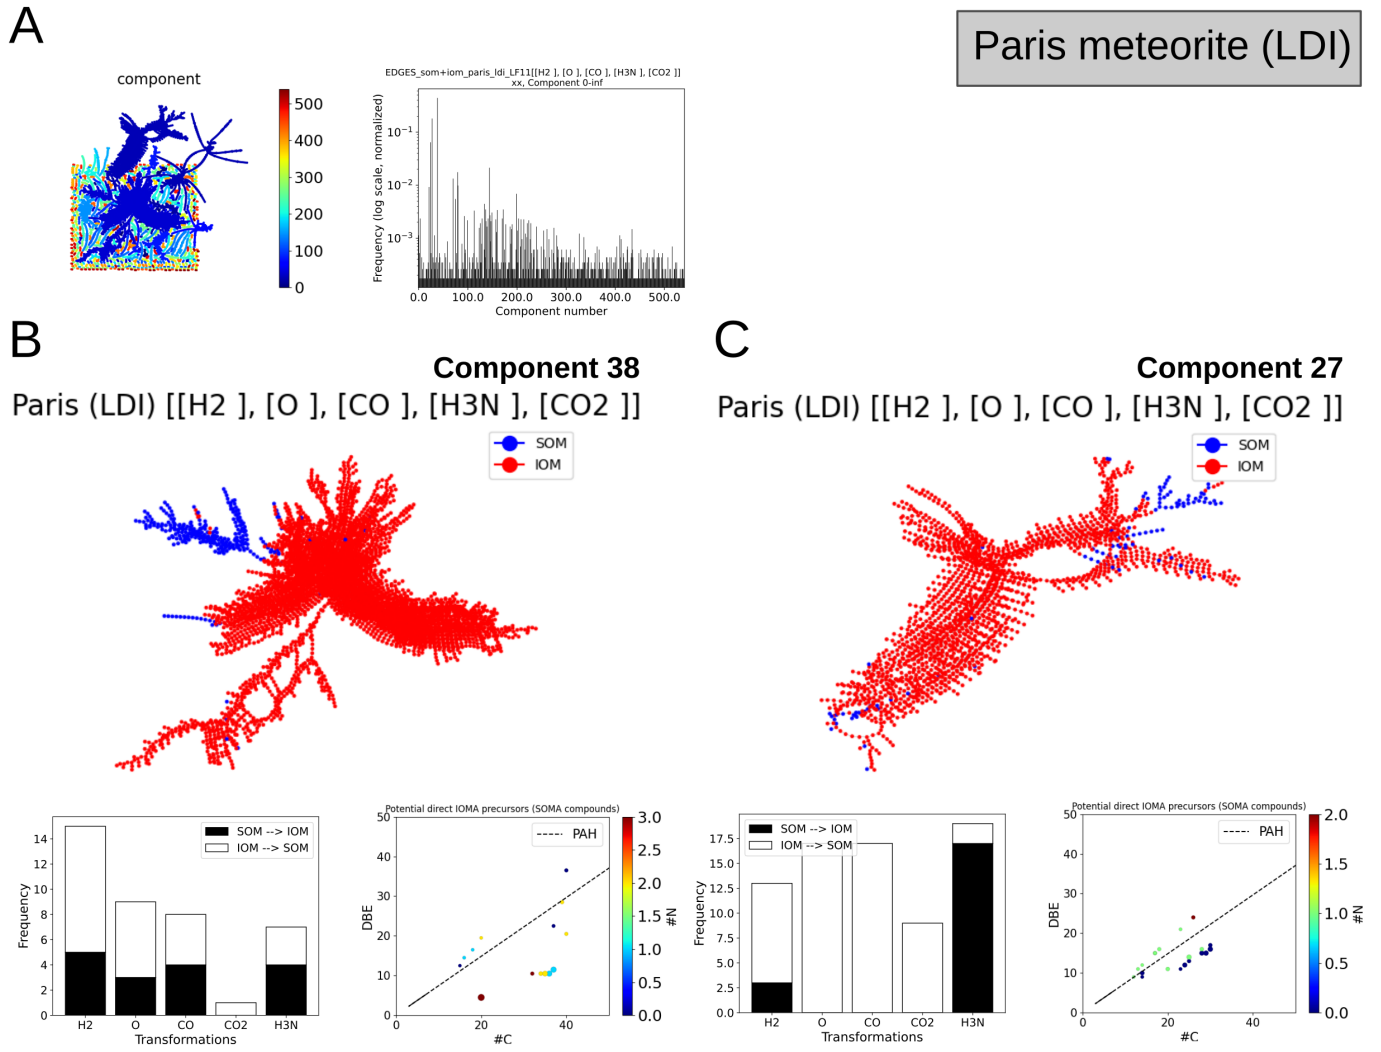 A
Paris meteorite (LDI)
component
500
400
300
200
100
0
EDGES_som+iom_paris_ldi_LF11[[H2 ], [O ], [CO ], [H3N ], [CO2 ]]
xx, Component 0-inf
Frequency (log scale, normalized)
10−1
10−2
10−3
0.0 100.0 200.0 300.0 400.0 500.0
Component number
B
Component 38
Paris (LDI) [[H2 ], [O ], [CO ], [H3N ], [CO2 ]]
SOM
IOM
Frequency
14
12
10
8
6
4
2
0
SOM --> IOM
IOM --> SOM
H2 O CO CO2 H3N
Transformations
Potential direct IOMA precursors (SOMA compounds)
DBE
50
40
30
20
10
0
PAH
0 20 40
#C
3.0
2.5
2.0
1.5
1.0
0.5
0.0
#N
C
Component 27
Paris (LDI) [[H2 ], [O ], [CO ], [H3N ], [CO2 ]]
SOM
IOM
Frequency
17.5
15.0
12.5
10.0
7.5
5.0
2.5
0.0
SOM --> IOM
IOM --> SOM
H2 O CO CO2 H3N
Transformations
Potential direct IOMA precursors (SOMA compounds)
DBE
50
40
30
20
10
0
PAH
0 20 40
#C
2.0
1.5
1.0
0.5
0.0
#N